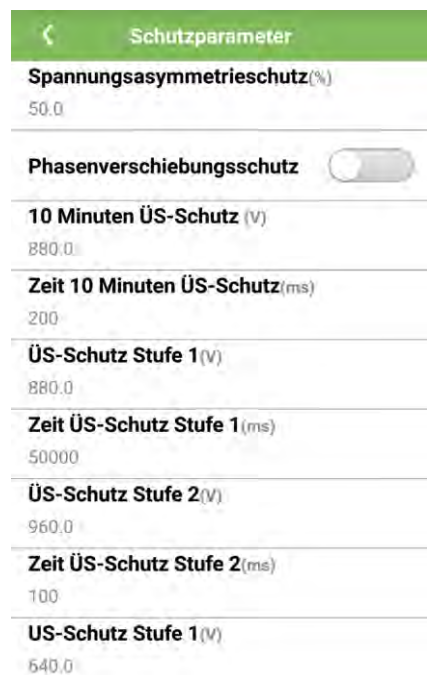 Schutzparameter
Spannungsasymmetrieschutz(%)
50.0
Phasenverschiebungsschutz
10 Minuten ÜS-Schutz (V)
880.0
Zeit 10 Minuten ÜS-Schutz(ms)
200
ÜS-Schutz Stufe 1(V)
880.0
Zeit ÜS-Schutz Stufe 1(ms)
50000
ÜS-Schutz Stufe 2(V)
960.0
Zeit ÜS-Schutz Stufe 2(ms)
100
US-Schutz Stufe 1(V)
640.0